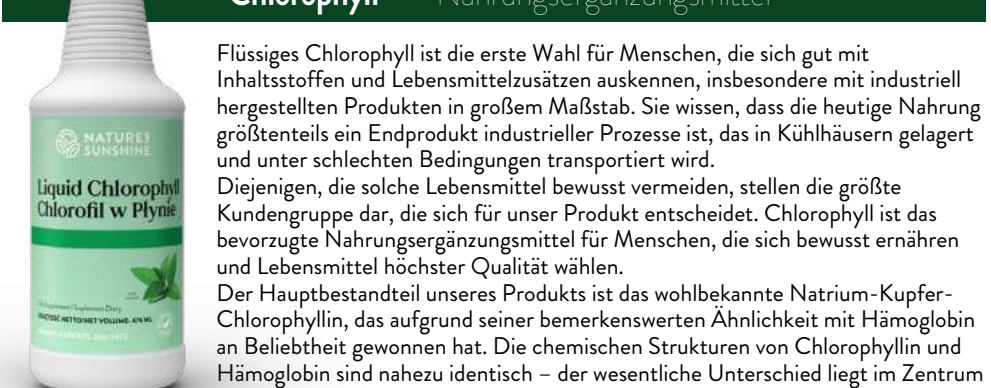 Chlorophyll Nahrungsergänzungsmittel
Flüssiges Chlorophyll ist die erste Wahl für Menschen, die sich gut mit
Inhaltsstoffen und Lebensmittelzusätzen auskennen, insbesondere mit industriell
hergestellten Produkten in großem Maßstab. Sie wissen, dass die heutige Nahrung
größtenteils ein Endprodukt industrieller Prozesse ist, das in Kühlhäusern gelagert
und unter schlechten Bedingungen transportiert wird.
Diejenigen, die solche Lebensmittel bewusst vermeiden, stellen die größte
Kundengruppe dar, die sich für unser Produkt entscheidet. Chlorophyll ist das
bevorzugte Nahrungsergänzungsmittel für Menschen, die sich bewusst ernähren
und Lebensmittel höchster Qualität wählen.
Der Hauptbestandteil unseres Produkts ist das wohlbekannte Natrium-Kupfer-
Chlorophyllin, das aufgrund seiner bemerkenswerten Ähnlichkeit mit Hämoglobin
an Beliebtheit gewonnen hat. Die chemischen Strukturen von Chlorophyllin und
Hämoglobin sind nahezu identisch – der wesentliche Unterschied liegt im Zentrum
NATURE'S
SUNSHINE
Liquid Chlorophyll
Chlorofil w Płynie
NETTO/NET VOLUME: 476 ML